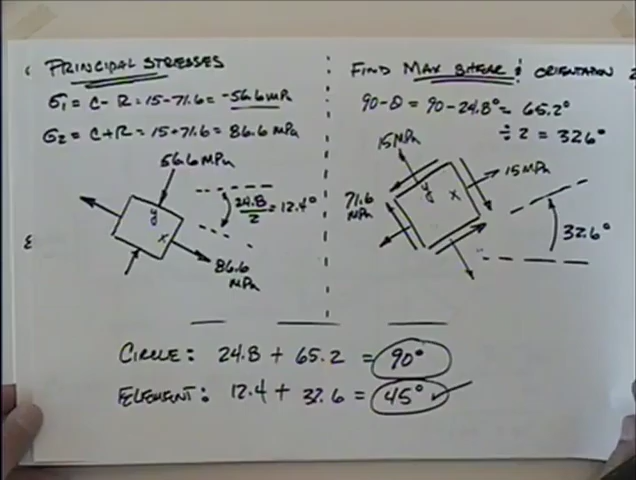 PRINCIPAL STRESSES
σ1 = C - R = 15 - 71.6 = -56.6 MPa
σ2 = C + R = 15 + 71.6 = 86.6 MPa
56.6 MPa
24.8/2 = 12.4°
y
x
86.6 MPa
FIND MAX SHEAR & ORIENTATION
90 - θ = 90 - 24.8° = 65.2°
÷ 2 = 32.6°
15 MPa
15 MPa
y
x
71.6 MPa
32.6°
CIRCLE: 24.8 + 65.2 = 90°
ELEMENT: 12.4 + 32.6 = 45° ✓